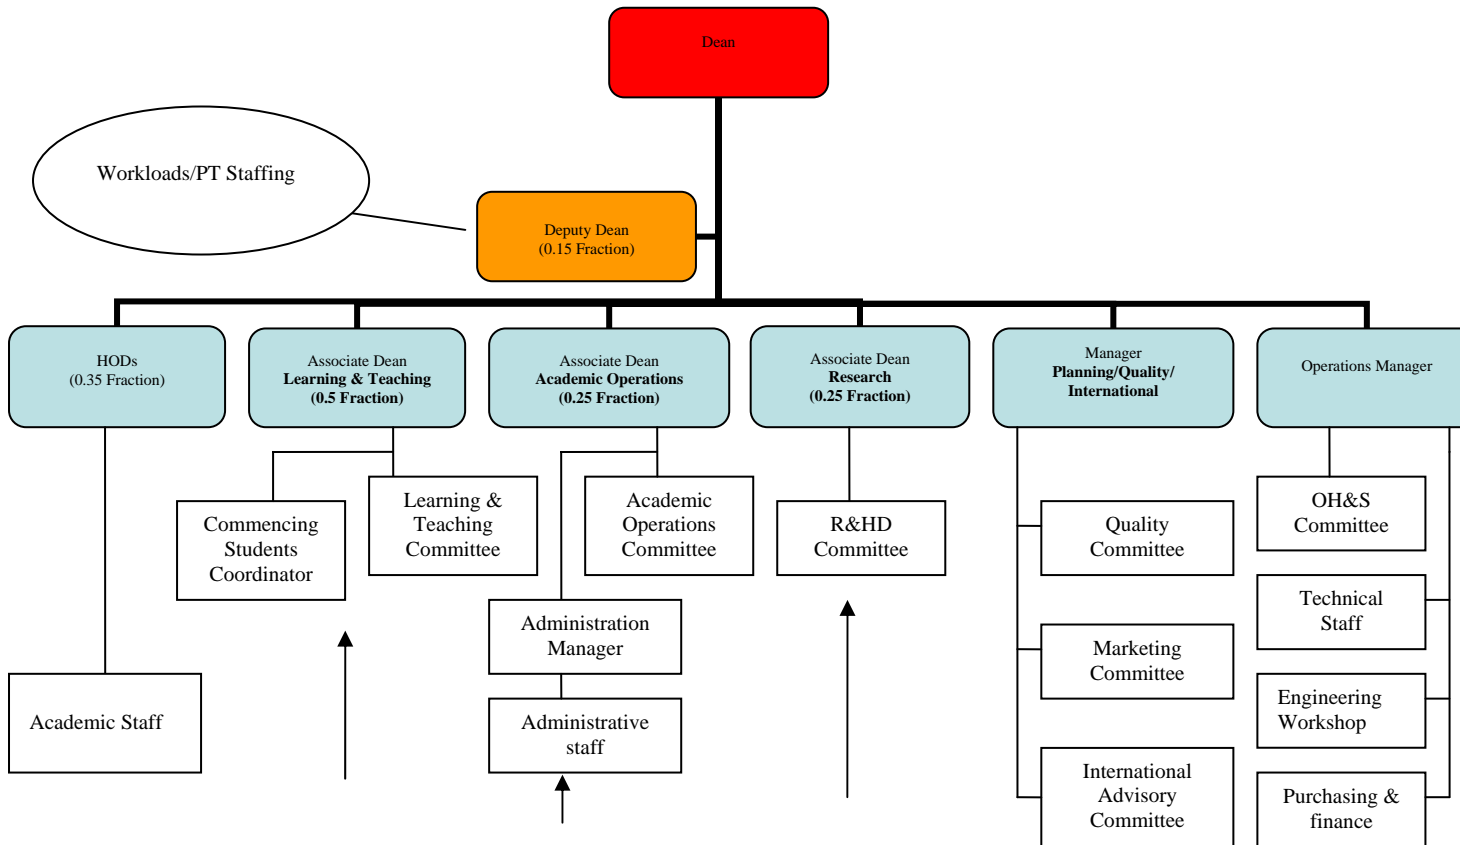 Dean
Workloads/PT Staffing
Deputy Dean
(0.15 Fraction)
HODs
(0.35 Fraction)
Associate Dean
Learning & Teaching
(0.5 Fraction)
Associate Dean
Academic Operations
(0.25 Fraction)
Associate Dean
Research
(0.25 Fraction)
Manager
Planning/Quality/
International
Operations Manager
Commencing
Students
Coordinator
Learning &
Teaching
Committee
Academic
Operations
Committee
R&HD
Committee
Quality
Committee
OH&S
Committee
Administration
Manager
Marketing
Committee
Technical
Staff
Academic Staff
Administrative
staff
Engineering
Workshop
International
Advisory
Committee
Purchasing &
finance